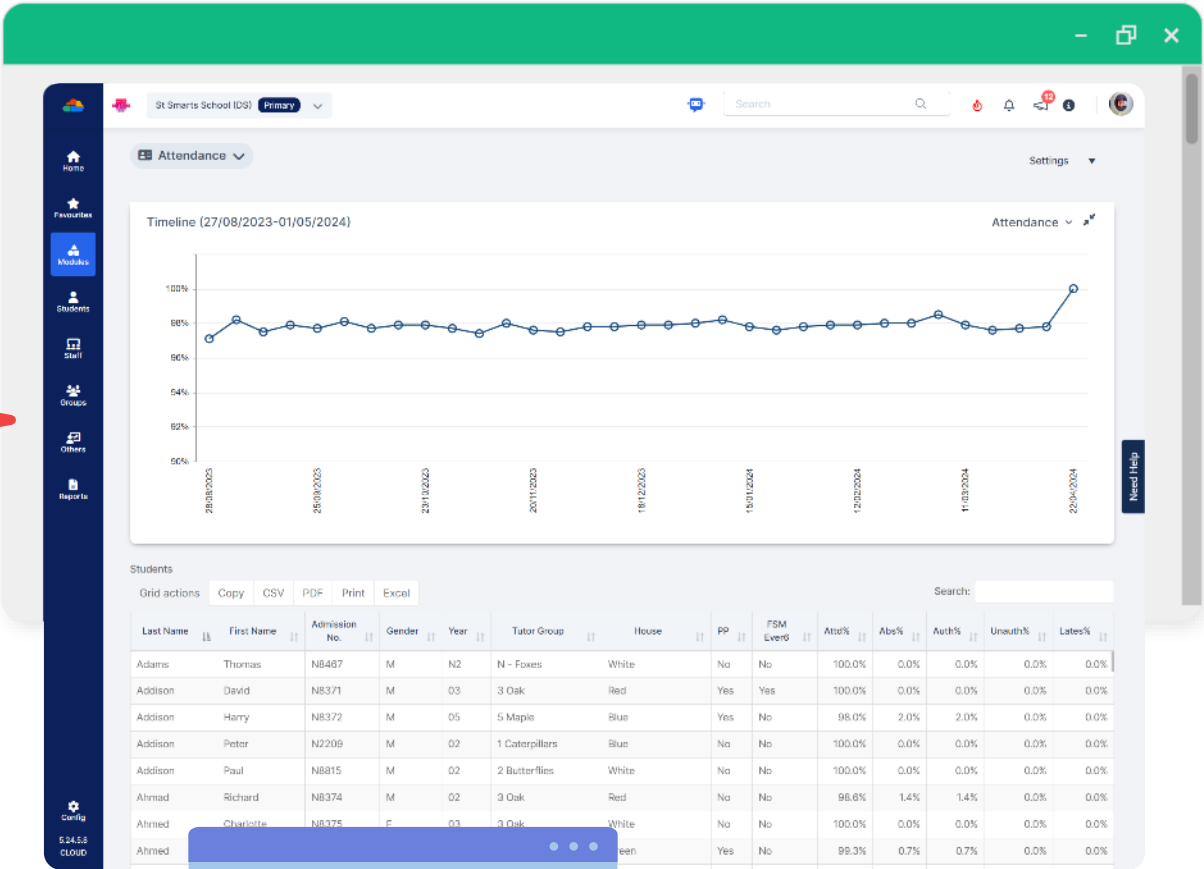 St Smarts School (DS) Primary
Search
12
Home
Favourites
Modules
Students
Staff
Groups
Others
Reports
Config
5.24.5.8
CLOUD
Attendance
Settings
Timeline (27/08/2023-01/05/2024)
Attendance
100%
98%
96%
94%
92%
90%
28/08/2023
25/09/2023
23/10/2023
20/11/2023
18/12/2023
15/01/2024
12/02/2024
11/03/2024
22/04/2024
Need Help
Students
Grid actions Copy CSV PDF Print Excel
Search:
Last Name First Name Admission No. Gender Year Tutor Group House PP FSM Ever6 Attd% Abs% Auth% Unauth% Lates%
Adams Thomas N8467 M N2 N - Foxes White No No 100.0% 0.0% 0.0% 0.0% 0.0%
Addison David N8371 M 03 3 Oak Red Yes Yes 100.0% 0.0% 0.0% 0.0% 0.0%
Addison Harry N8372 M 05 5 Maple Blue Yes No 98.0% 2.0% 2.0% 0.0% 0.0%
Addison Peter N2209 M 02 1 Caterpillars Blue No No 100.0% 0.0% 0.0% 0.0% 0.0%
Addison Paul N8815 M 02 2 Butterflies White No No 100.0% 0.0% 0.0% 0.0% 0.0%
Ahmad Richard N8374 M 02 3 Oak Red No No 98.6% 1.4% 1.4% 0.0% 0.0%
Ahmed Charlotte N8375 F 03 3 Oak White No No 100.0% 0.0% 0.0% 0.0% 0.0%
Ahmed Yes No 99.3% 0.7% 0.7% 0.0% 0.0%